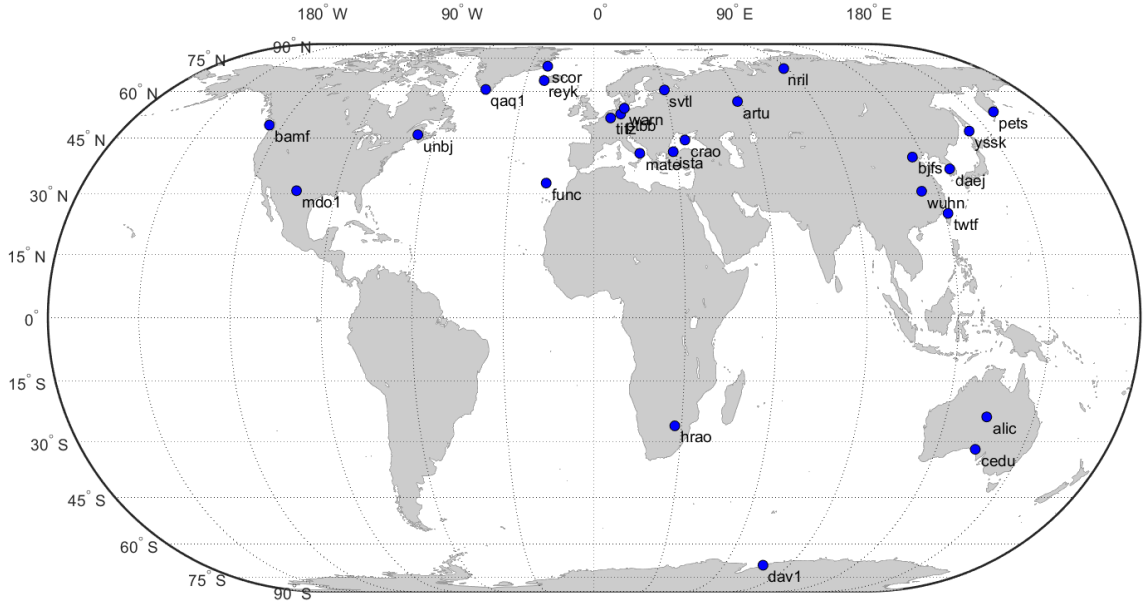 180° W 90° W 0° 90° E 180° E
90° N
75° N
60° N
45° N
30° N
15° N
0°
15° S
30° S
45° S
60° S
75° S
90° S
scor
reyk
qaq1
nril
svtl
artu
pets
warn
ptbb
titz
bamf
unbj
yssk
crao
mate
ista
bjfs
daej
mdo1
func
wuhn
twtf
alic
hrao
cedu
dav1